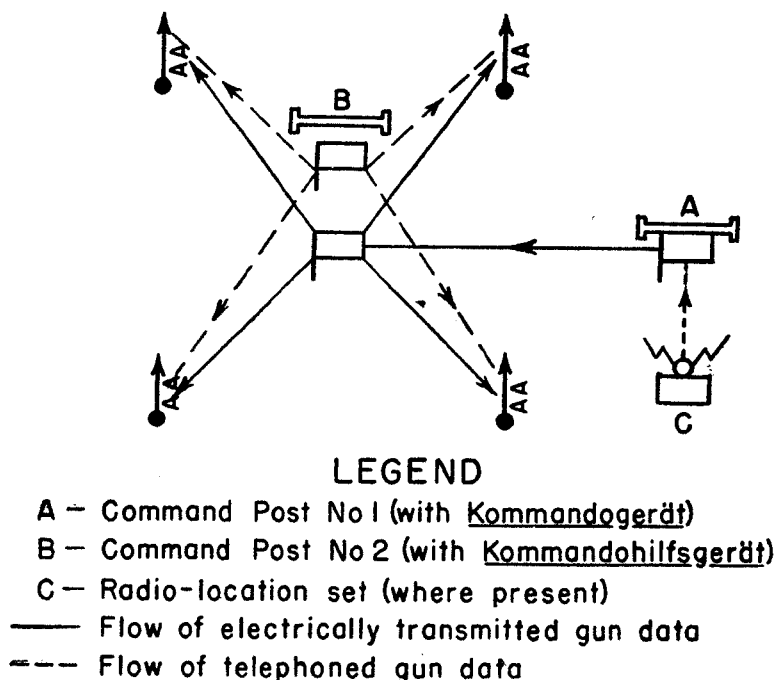 AA
AA
B
A
AA
AA
C
LEGEND
A — Command Post No 1 (with Kommandogerät)
B — Command Post No 2 (with Kommandohilfsgerät)
C — Radio-location set (where present)
Flow of electrically transmitted gun data
Flow of telephoned gun data